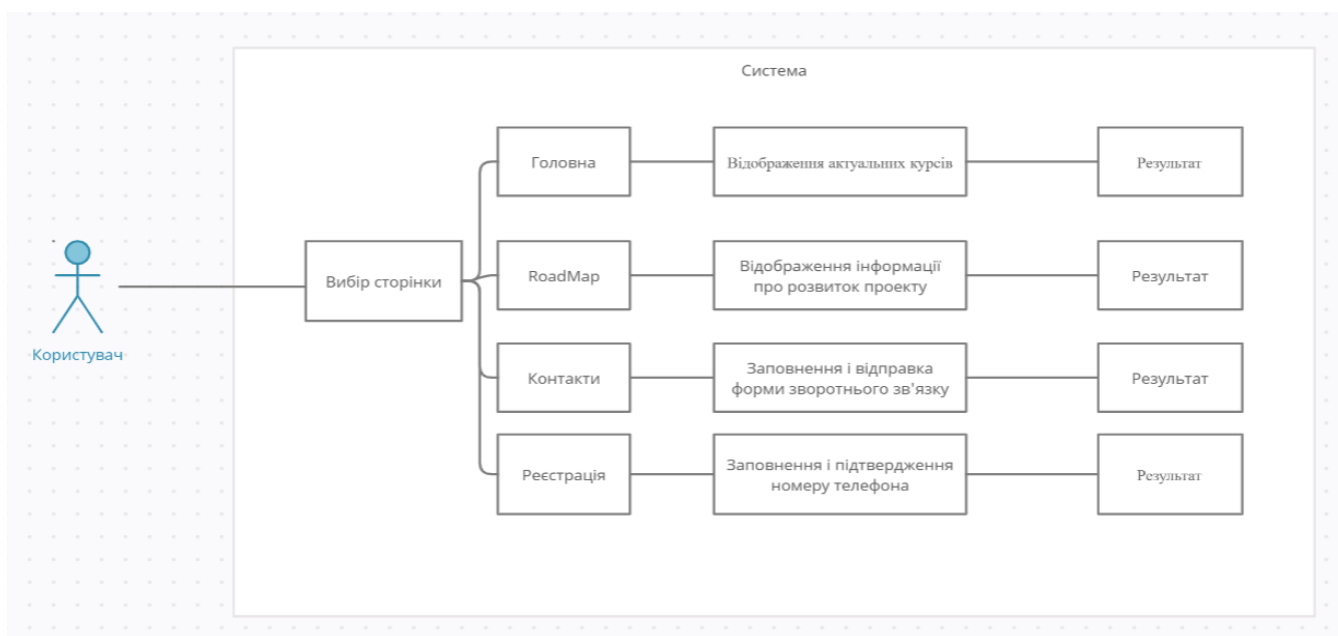 Система
Головна
Відображення актуальних курсів
Результат
Користувач
Вибір сторінки
RoadMap
Відображення інформації
про розвиток проекту
Результат
Контакти
Заповнення і відправка
форми зворотнього зв'язку
Результат
Реєстрація
Заповнення і підтвердження
номеру телефона
Результат